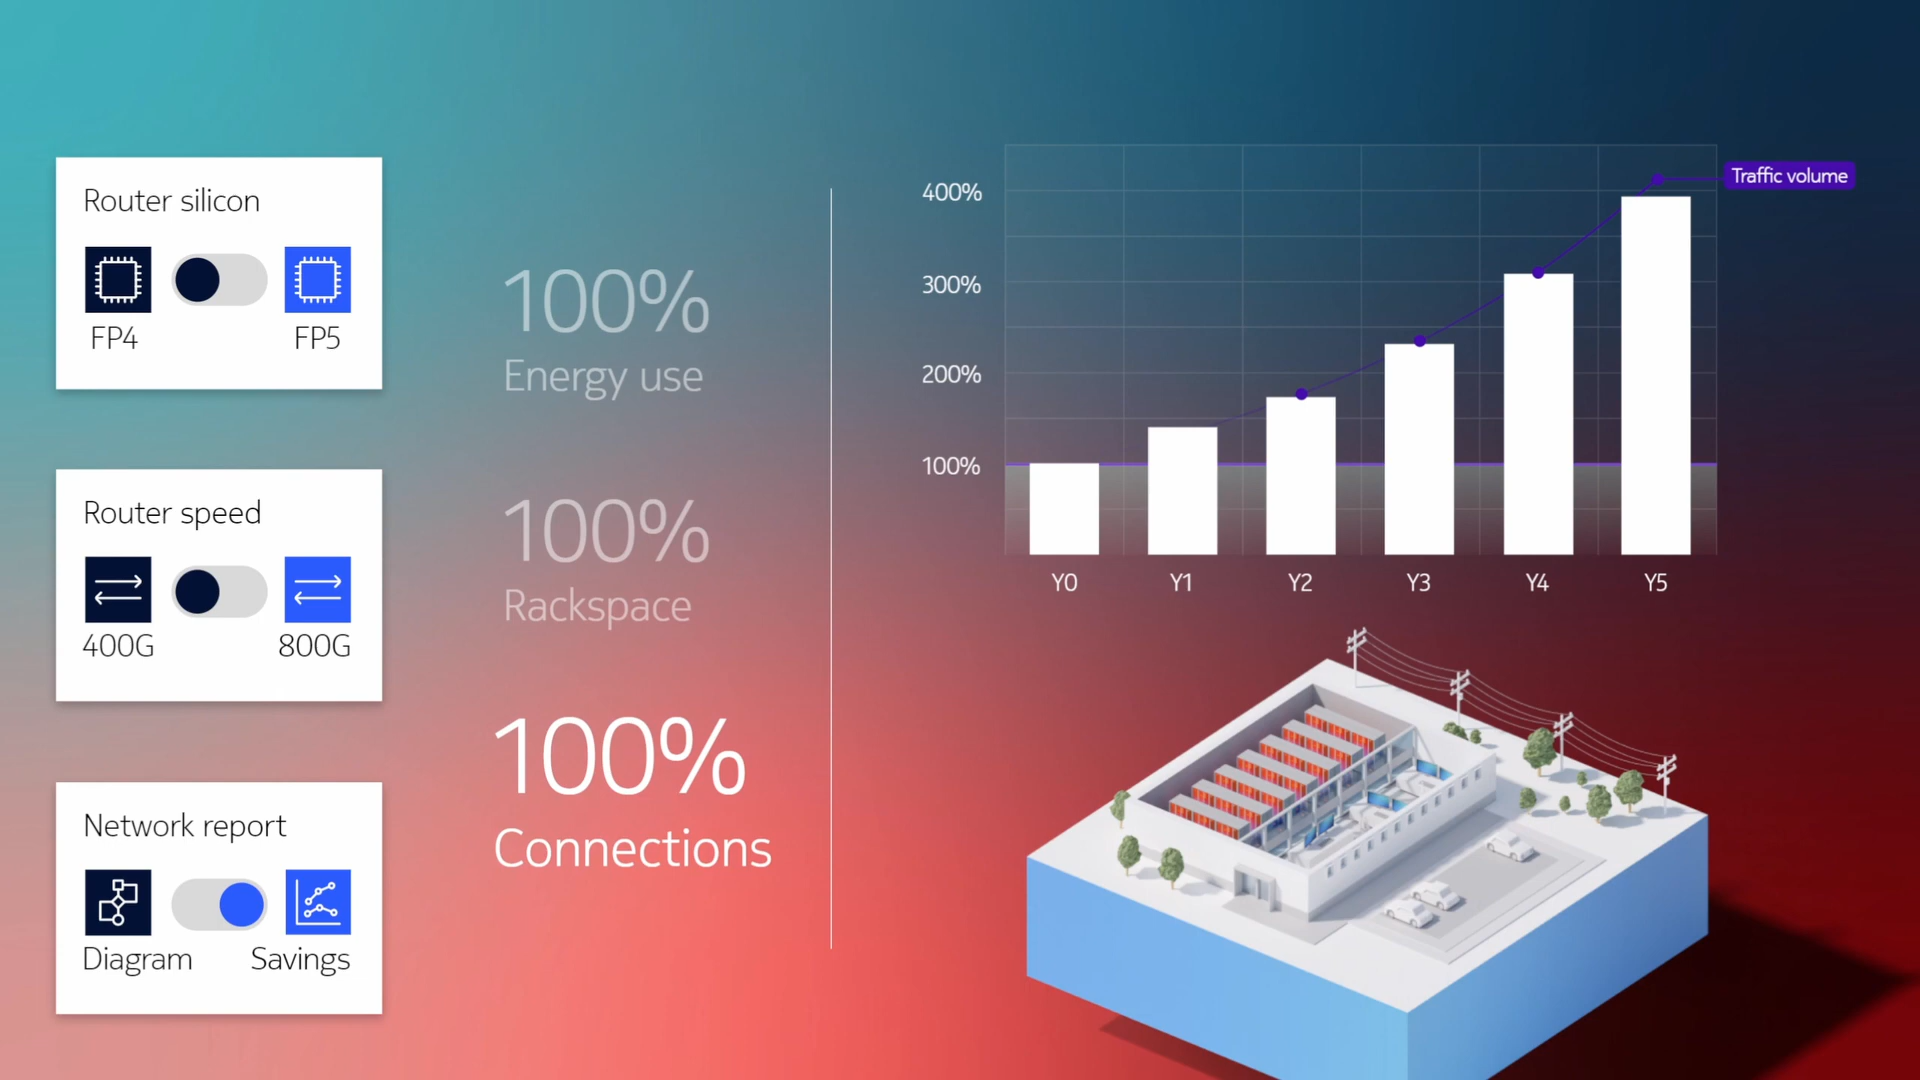 Router silicon
FP4 FP5
Router speed
400G 800G
Network report
Diagram Savings
100%
Energy use
100%
Rackspace
100%
Connections
400%
300%
200%
100%
Y0 Y1 Y2 Y3 Y4 Y5
Traffic volume